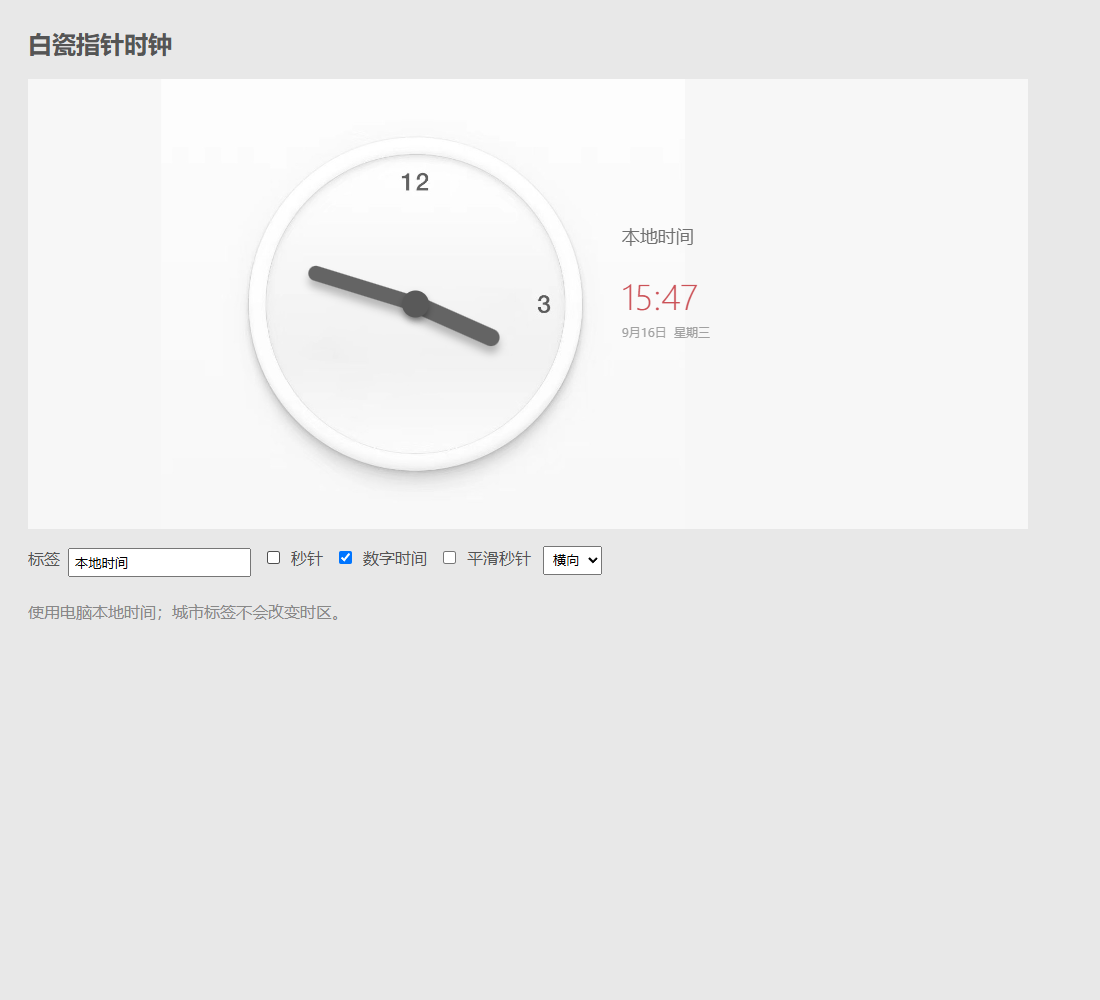 白瓷指针时钟
12
3
本地时间
15:47
9月16日 星期三
标签 本地时间 秒针 数字时间 平滑秒针 横向
使用电脑本地时间；城市标签不会改变时区。